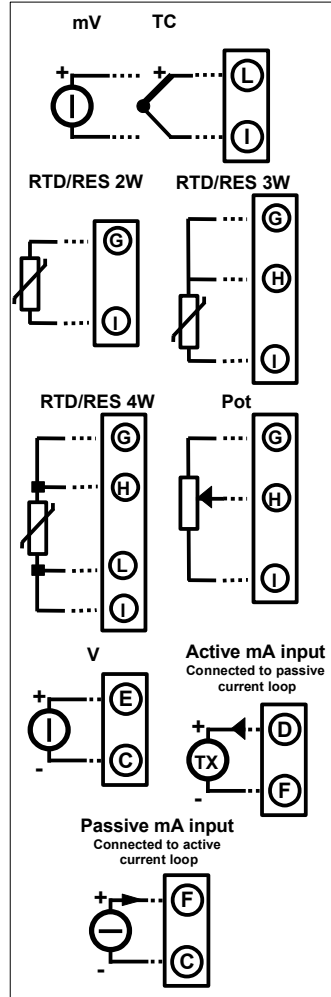 mV TC
+ + L
I
RTD/RES 2W RTD/RES 3W
G G
H
I I
RTD/RES 4W Pot
G G
H H
L
I I
V Active mA input
Connected to passive
current loop
+ E + D
TX
- C - F
Passive mA input
Connected to active
current loop
+ F
- C